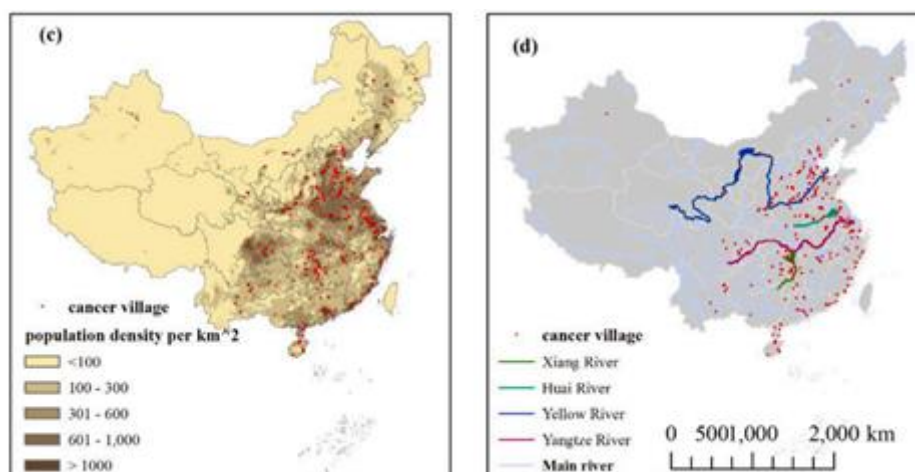 (c)
cancer village
population density per km^2
<100
100 - 300
301 - 600
601 - 1,000
> 1000
(d)
cancer village
Xiang River
Huai River
Yellow River
Yangtze River
Main river
0 5001,000 2,000 km